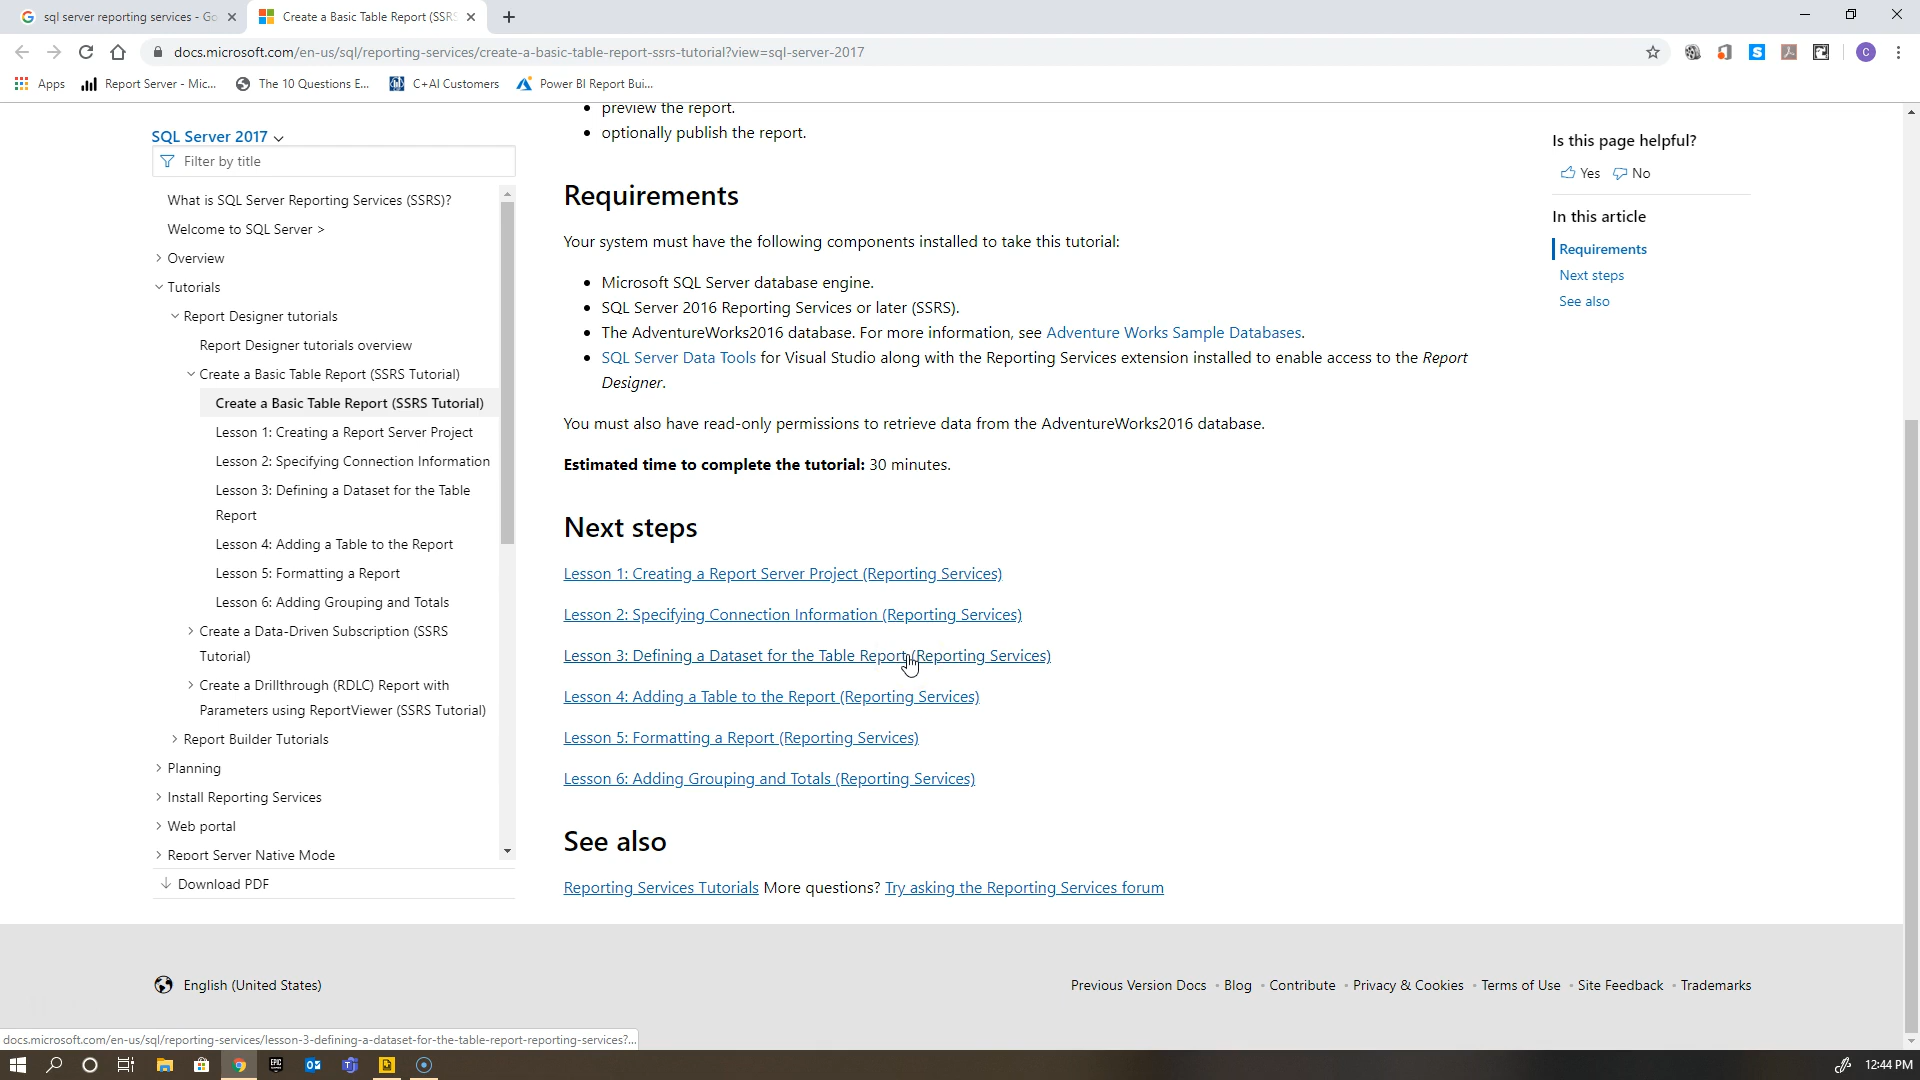 sql server reporting services - Go
Create a Basic Table Report (SSRS
docs.microsoft.com/en-us/sql/reporting-services/create-a-basic-table-report-ssrs-tutorial?view=sql-server-2017
C
Apps
Report Server - Mic...
The 10 Questions E...
C+AI Customers
Power BI Report Bui...
SQL Server 2017
Filter by title
What is SQL Server Reporting Services (SSRS)?
Welcome to SQL Server >
Overview
Tutorials
Report Designer tutorials
Report Designer tutorials overview
Create a Basic Table Report (SSRS Tutorial)
Create a Basic Table Report (SSRS Tutorial)
Lesson 1: Creating a Report Server Project
Lesson 2: Specifying Connection Information
Lesson 3: Defining a Dataset for the Table
Report
Lesson 4: Adding a Table to the Report
Lesson 5: Formatting a Report
Lesson 6: Adding Grouping and Totals
Create a Data-Driven Subscription (SSRS
Tutorial)
Create a Drillthrough (RDLC) Report with
Parameters using ReportViewer (SSRS Tutorial)
Report Builder Tutorials
Planning
Install Reporting Services
Web portal
Report Server Native Mode
Download PDF
• preview the report.
• optionally publish the report.
Requirements
Your system must have the following components installed to take this tutorial:
• Microsoft SQL Server database engine.
• SQL Server 2016 Reporting Services or later (SSRS).
• The AdventureWorks2016 database. For more information, see Adventure Works Sample Databases.
• SQL Server Data Tools for Visual Studio along with the Reporting Services extension installed to enable access to the Report
Designer.
You must also have read-only permissions to retrieve data from the AdventureWorks2016 database.
Estimated time to complete the tutorial: 30 minutes.
Next steps
Lesson 1: Creating a Report Server Project (Reporting Services)
Lesson 2: Specifying Connection Information (Reporting Services)
Lesson 3: Defining a Dataset for the Table Report (Reporting Services)
Lesson 4: Adding a Table to the Report (Reporting Services)
Lesson 5: Formatting a Report (Reporting Services)
Lesson 6: Adding Grouping and Totals (Reporting Services)
See also
Reporting Services Tutorials More questions? Try asking the Reporting Services forum
Is this page helpful?
Yes No
In this article
Requirements
Next steps
See also
English (United States)
Previous Version Docs • Blog • Contribute • Privacy & Cookies • Terms of Use • Site Feedback • Trademarks
docs.microsoft.com/en-us/sql/reporting-services/lesson-3-defining-a-dataset-for-the-table-report-reporting-services?...
12:44 PM